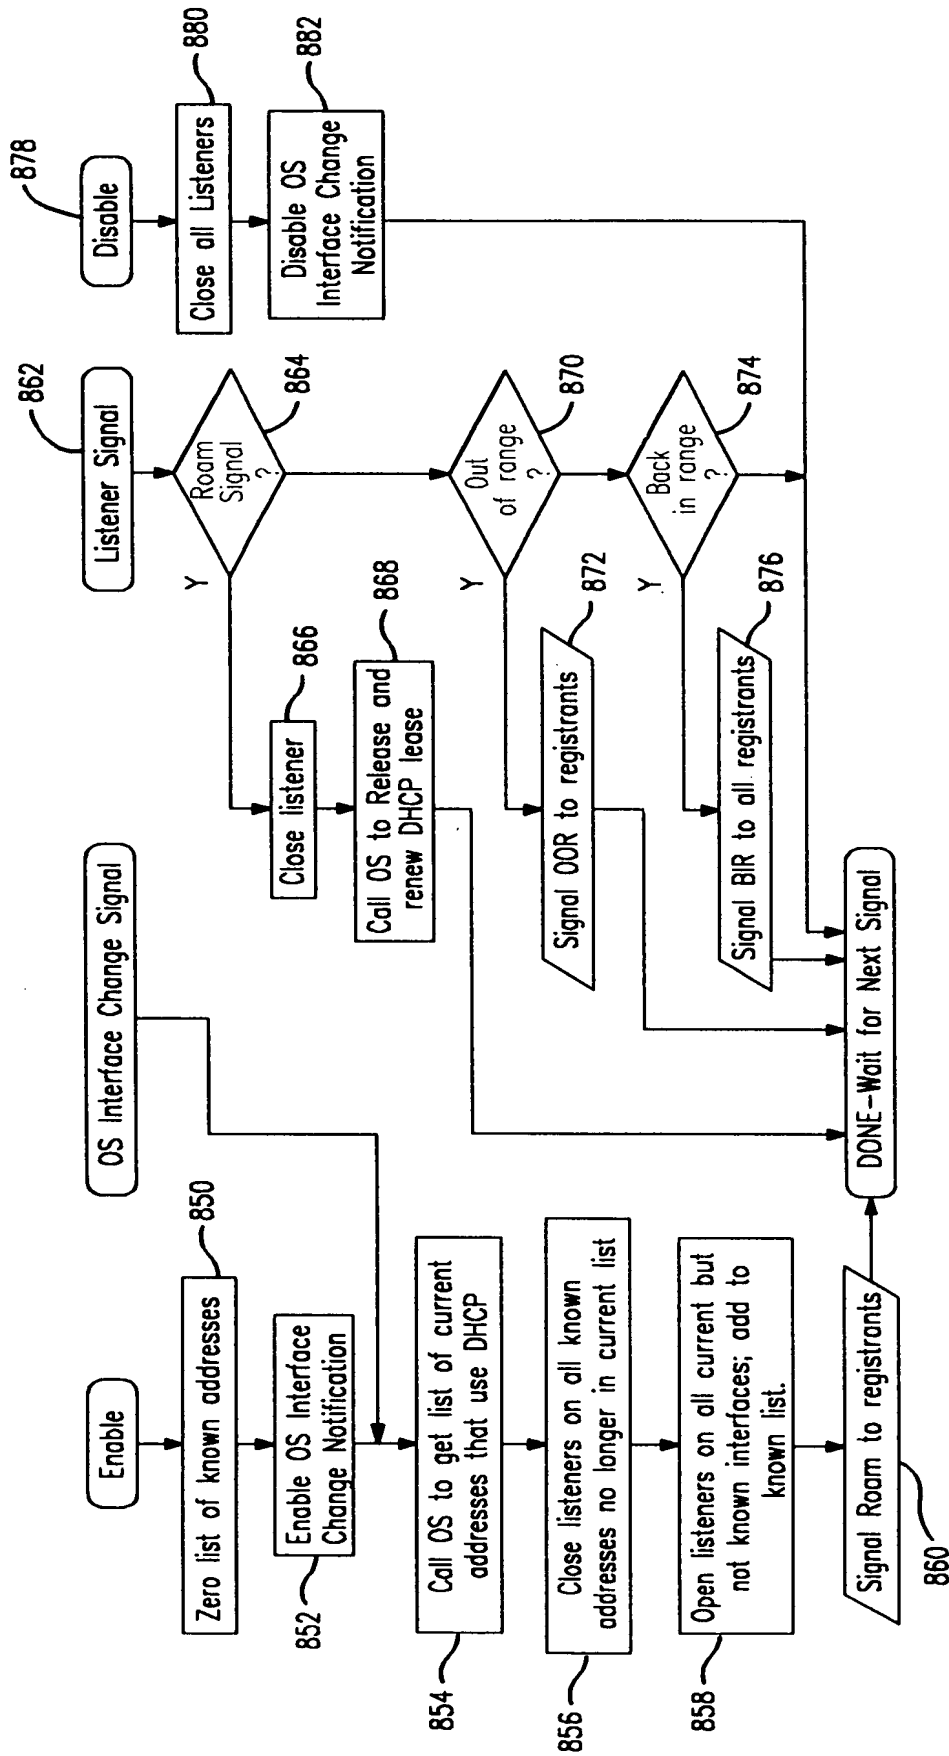 Enable
Zero list of known addresses
850
Enable OS Interface
Change Notification
852
Call OS to get list of current
addresses that use DHCP
854
Close listeners on all known
addresses no longer in current list
856
Open listeners on all current but
not known interfaces; add to
known list.
858
Signal Roam to registrants
860
OS Interface Change Signal
Listener Signal
862
Roam
Signal
?
864
Y
Close listener
866
Call OS to Release and
renew DHCP lease
868
Out
of range
?
870
Y
Signal OOR to registrants
872
Back
in range
?
874
Y
Signal BIR to all registrants
876
Disable
878
Close all Listeners
880
Disable OS
Interface Change
Notification
882
DONE-Wait for Next Signal